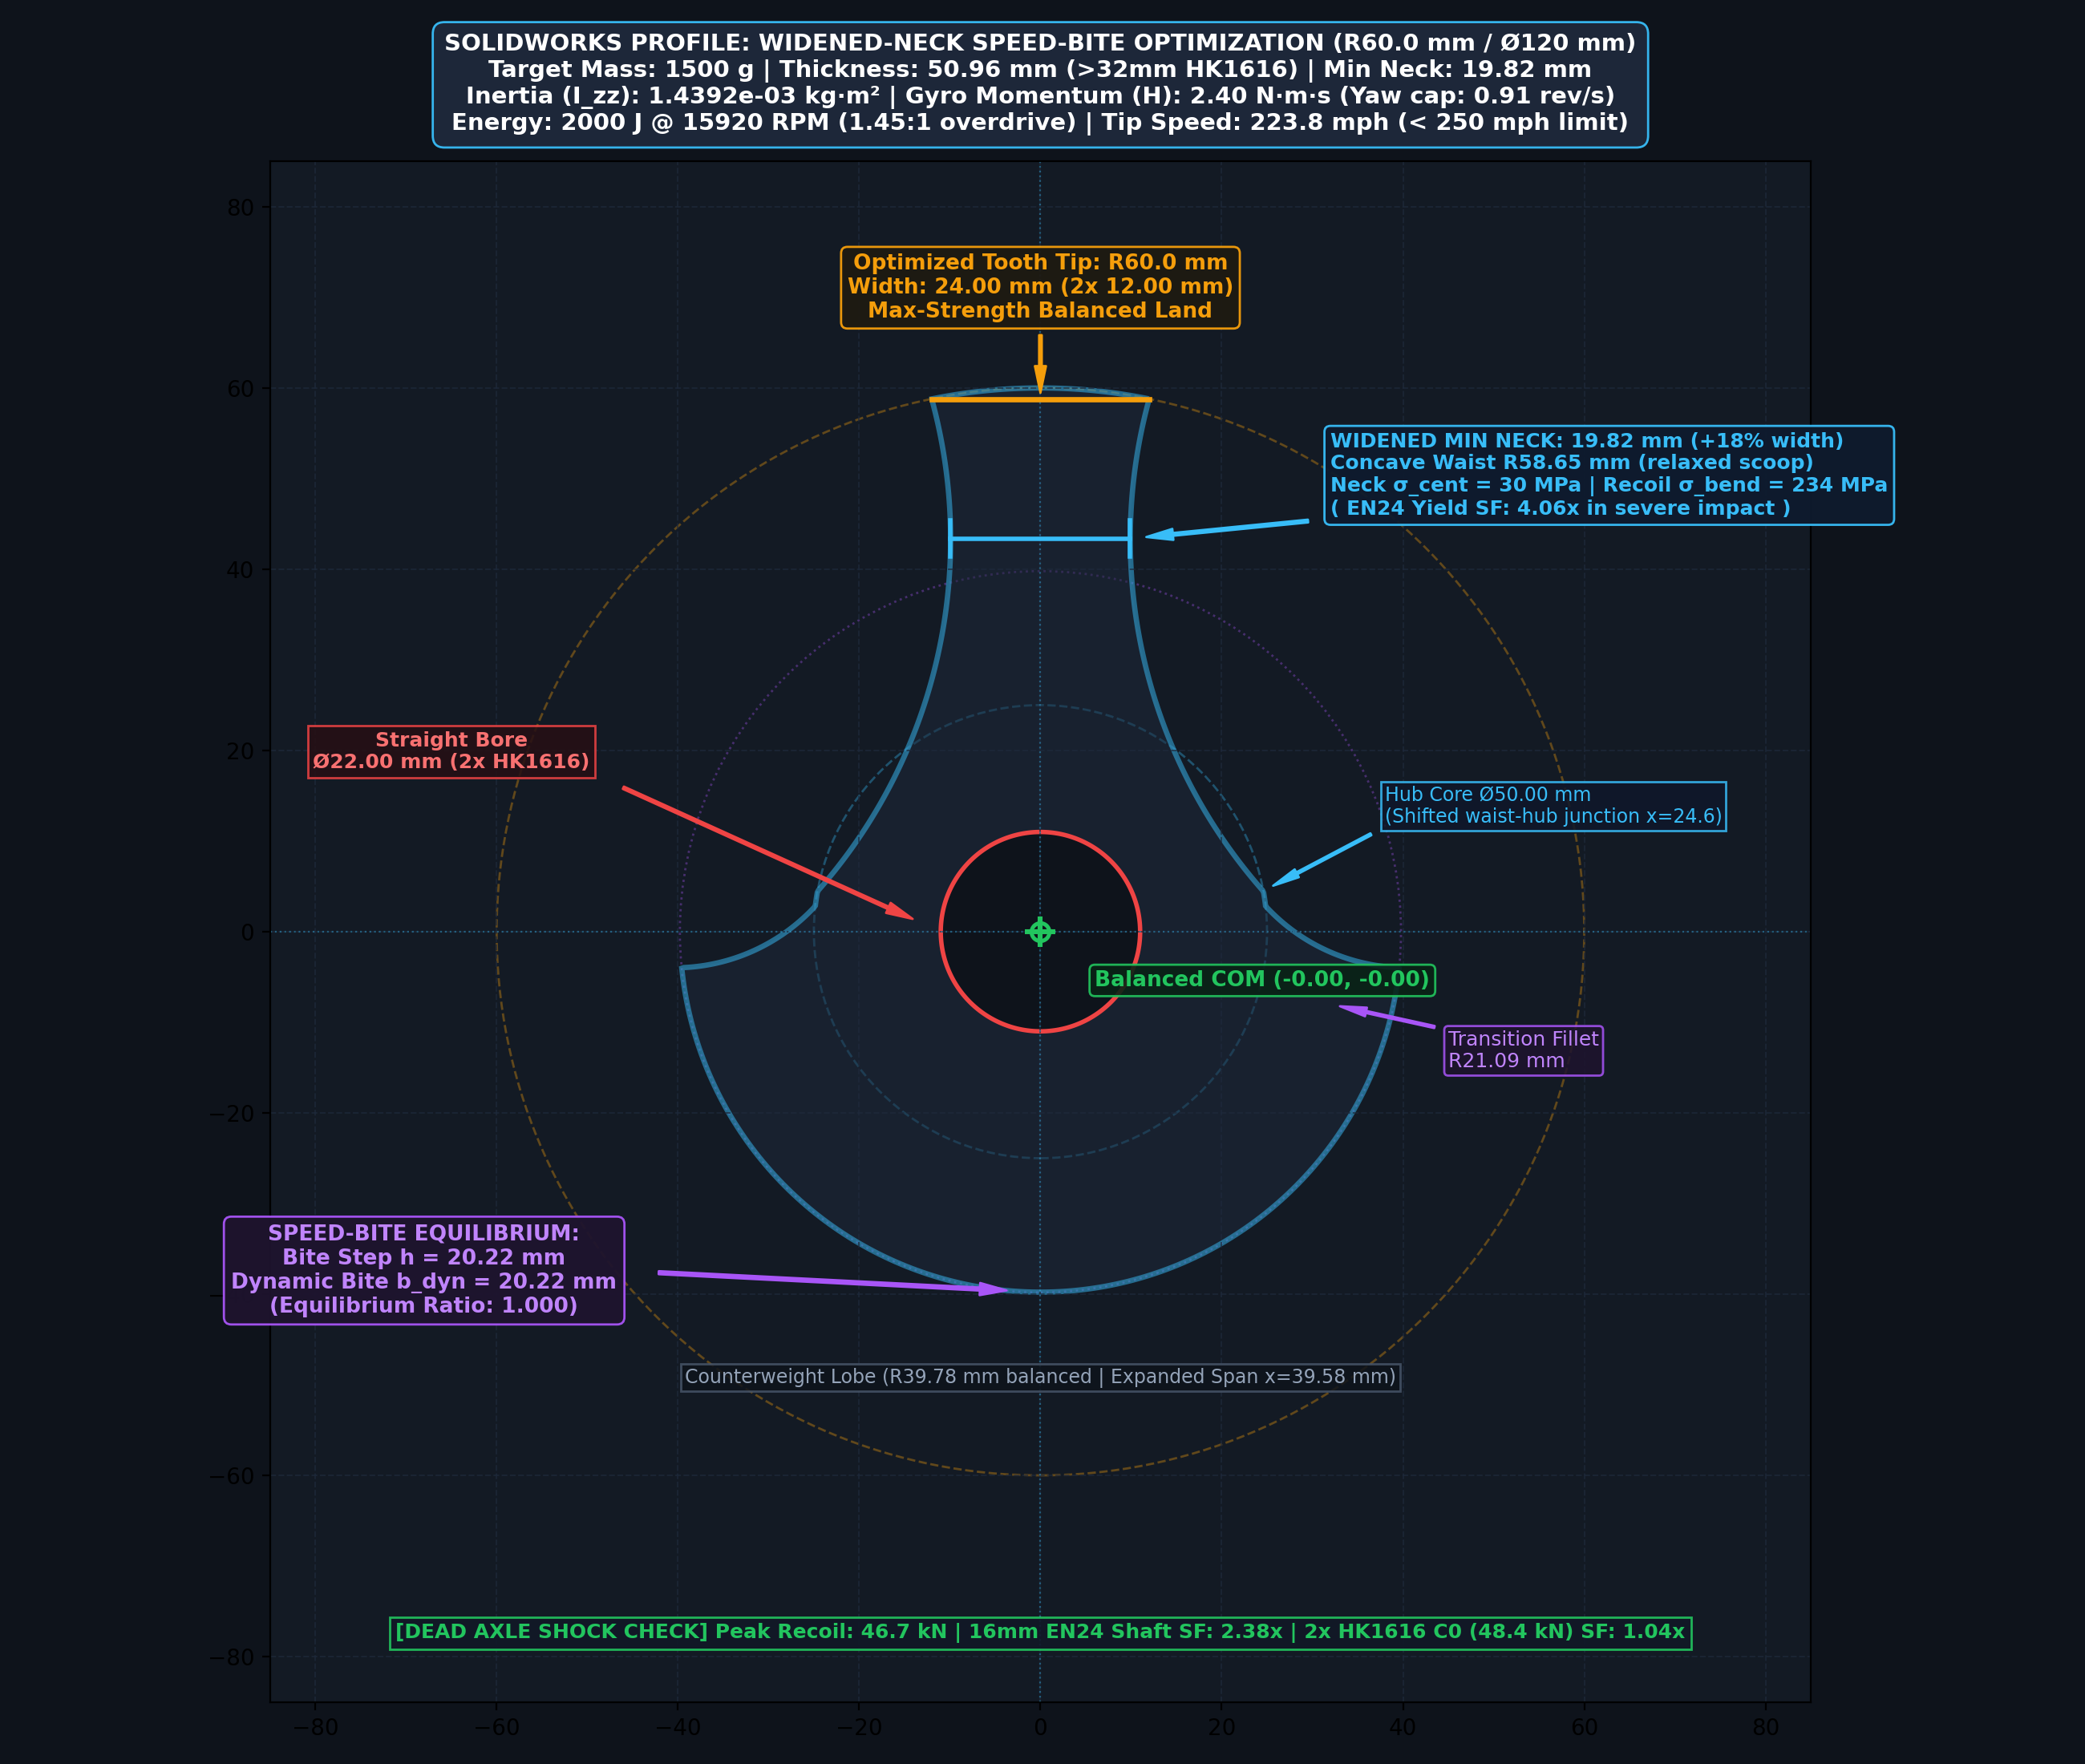 SOLIDWORKS PROFILE: WIDENED-NECK SPEED-BITE OPTIMIZATION (R60.0 mm / Ø120 mm)
Target Mass: 1500 g | Thickness: 50.96 mm (>32mm HK1616) | Min Neck: 19.82 mm
Inertia (I_zz): 1.4392e-03 kg·m² | Gyro Momentum (H): 2.40 N·m·s (Yaw cap: 0.91 rev/s)
Energy: 2000 J @ 15920 RPM (1.45:1 overdrive) | Tip Speed: 223.8 mph (< 250 mph limit)
80
Optimized Tooth Tip: R60.0 mm
Width: 24.00 mm (2x 12.00 mm)
Max-Strength Balanced Land
60
WIDENED MIN NECK: 19.82 mm (+18% width)
Concave Waist R58.65 mm (relaxed scoop)
Neck σ_cent = 30 MPa | Recoil σ_bend = 234 MPa
( EN24 Yield SF: 4.06x in severe impact )
40
Straight Bore
Ø22.00 mm (2x HK1616)
20
Hub Core Ø50.00 mm
(Shifted waist-hub junction x=24.6)
0
Balanced COM (-0.00, -0.00)
Transition Fillet
R21.09 mm
−20
SPEED-BITE EQUILIBRIUM:
Bite Step h = 20.22 mm
Dynamic Bite b_dyn = 20.22 mm
(Equilibrium Ratio: 1.000)
Counterweight Lobe (R39.78 mm balanced | Expanded Span x=39.58 mm)
−60
[DEAD AXLE SHOCK CHECK] Peak Recoil: 46.7 kN | 16mm EN24 Shaft SF: 2.38x | 2x HK1616 C0 (48.4 kN) SF: 1.04x
−80
−80 −60 −40 −20 0 20 40 60 80